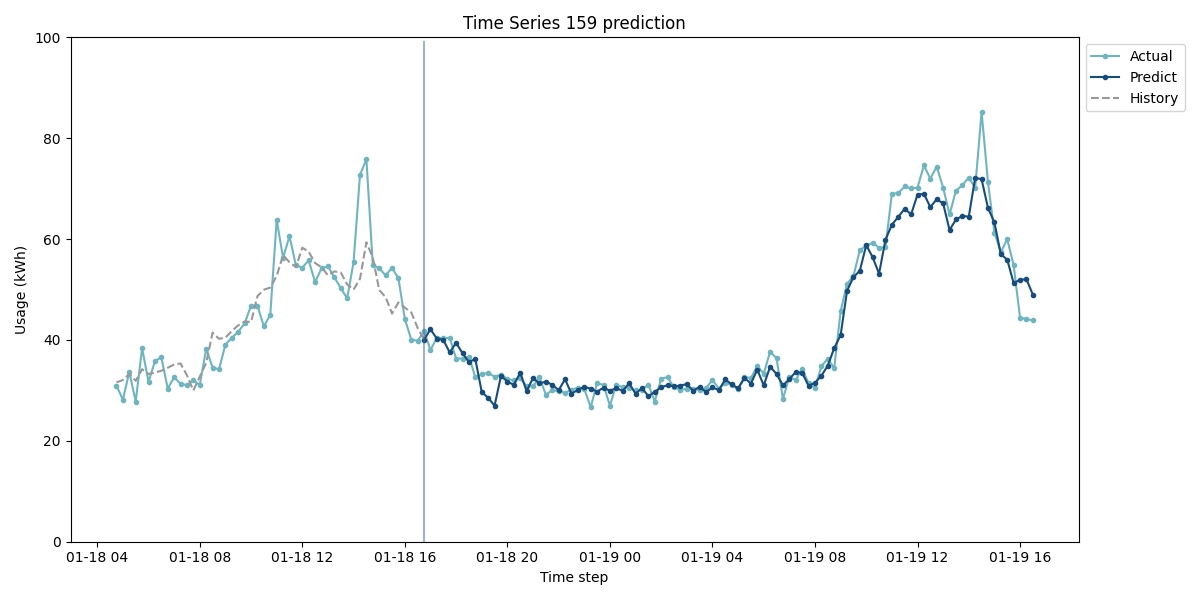 Time Series 159 prediction
100
80
60
40
20
0
Usage (kWh)
01-18 04
01-18 08
01-18 12
01-18 16
01-18 20
01-19 00
01-19 04
01-19 08
01-19 12
01-19 16
Time step
Actual
Predict
History